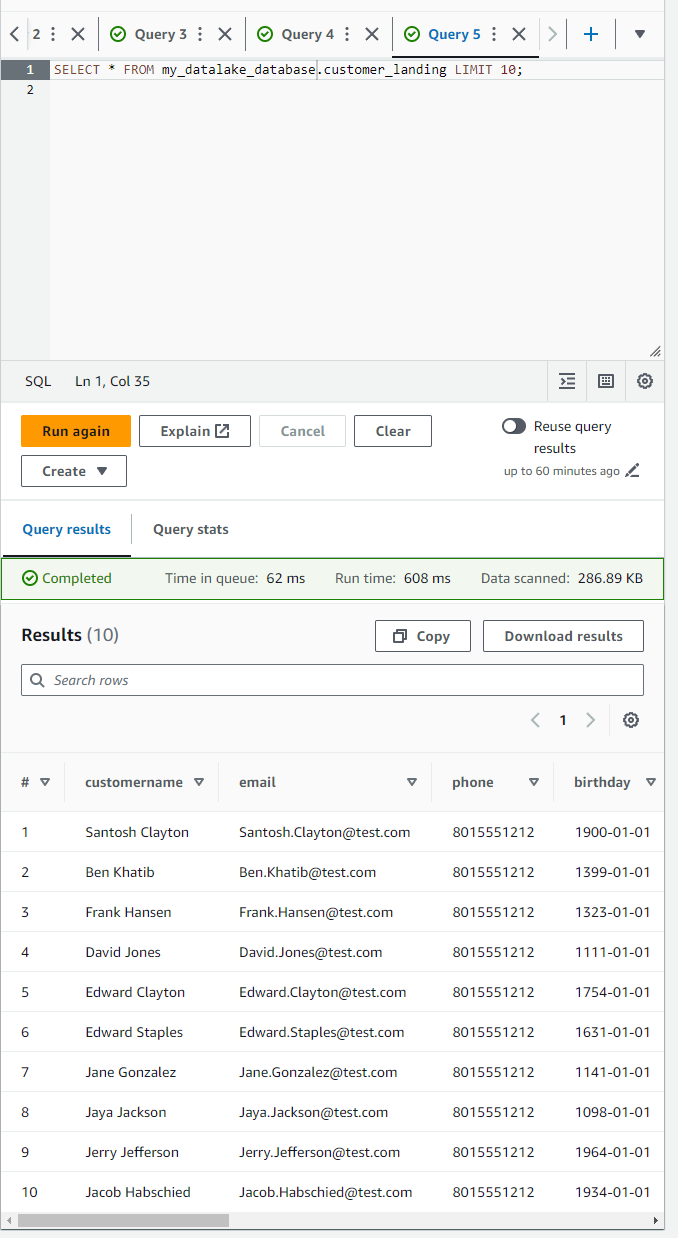 2 Query 3 Query 4 Query 5
1 SELECT * FROM my_datalake_database.customer_landing LIMIT 10;
2
SQL Ln 1, Col 35
Run again Explain Cancel Clear Reuse query
results
Create up to 60 minutes ago
Query results Query stats
Completed Time in queue: 62 ms Run time: 608 ms Data scanned: 286.89 KB
Results (10) Copy Download results
Search rows
1
# customername email phone birthday
1 Santosh Clayton Santosh.Clayton@test.com 8015551212 1900-01-01
2 Ben Khatib Ben.Khatib@test.com 8015551212 1399-01-01
3 Frank Hansen Frank.Hansen@test.com 8015551212 1323-01-01
4 David Jones David.Jones@test.com 8015551212 1111-01-01
5 Edward Clayton Edward.Clayton@test.com 8015551212 1754-01-01
6 Edward Staples Edward.Staples@test.com 8015551212 1631-01-01
7 Jane Gonzalez Jane.Gonzalez@test.com 8015551212 1141-01-01
8 Jaya Jackson Jaya.Jackson@test.com 8015551212 1098-01-01
9 Jerry Jefferson Jerry.Jefferson@test.com 8015551212 1964-01-01
10 Jacob Habschied Jacob.Habschied@test.com 8015551212 1934-01-01